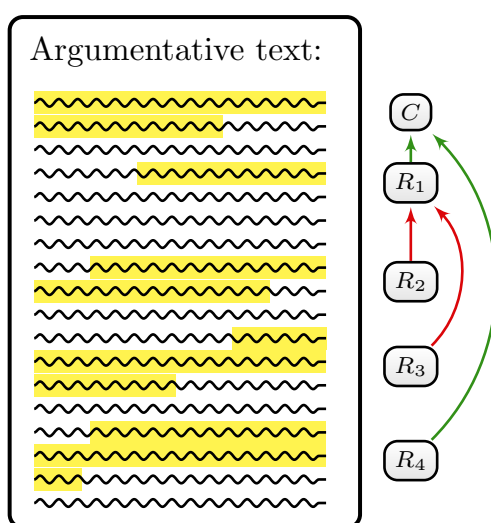 Argumentative text:
C
R₁
R₂
R₃
R₄